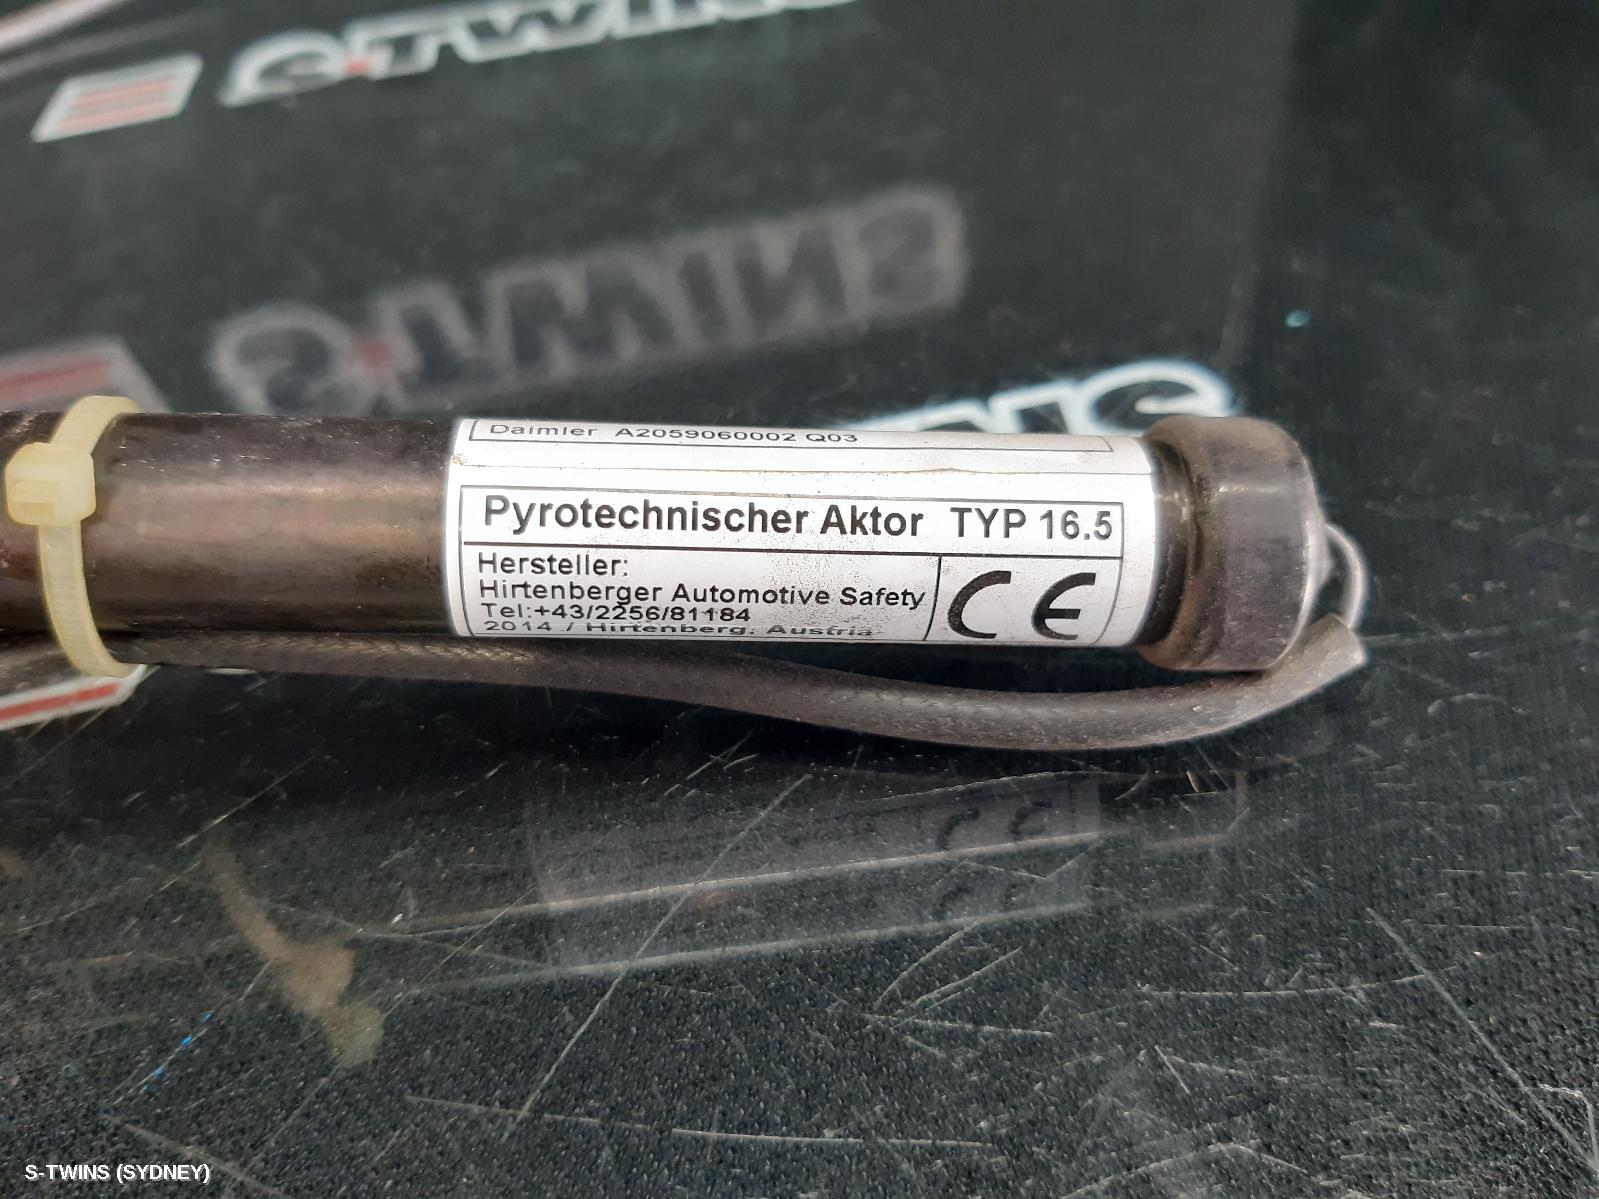 S·TWINS
S·TWINS
Daimler A2059060002 Q03
Pyrotechnischer Aktor TYP 16.5
Hersteller:
Hirtenberger Automotive Safety
Tel:+43/2256/81184
2014 / Hirtenberg, Austria
CE
S-TWINS (SYDNEY)